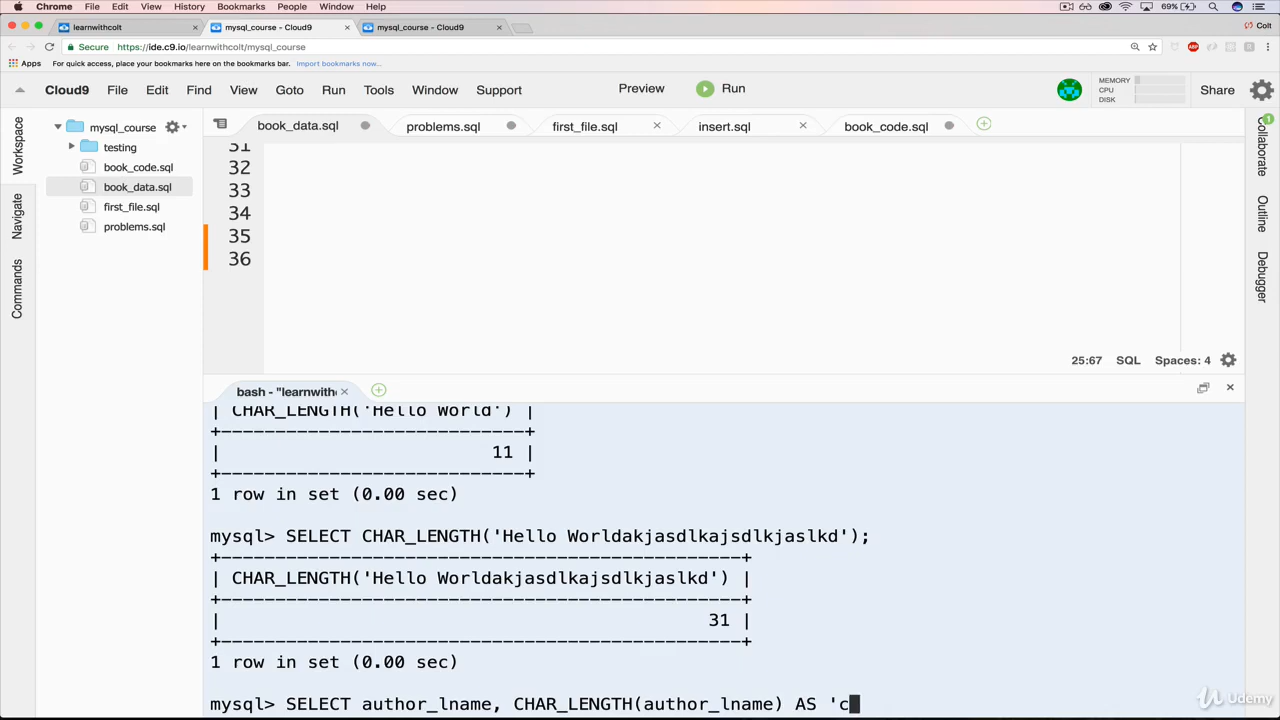 Chrome File Edit View History Bookmarks People Window Help 69%
learnwithcolt × mysql_course - Cloud9 × mysql_course - Cloud9 × Colt
Secure https://ide.c9.io/learnwithcolt/mysql_course
Apps For quick access, place your bookmarks here on the bookmarks bar. Import bookmarks now...
Cloud9 File Edit View Find Goto Run Tools Window Support Preview Run MEMORY CPU DISK Share
Workspace
Navigate
Commands
mysql_course
testing
book_code.sql
book_data.sql
first_file.sql
problems.sql
book_data.sql problems.sql first_file.sql × insert.sql × book_code.sql
31
32
33
34
35
36
25:67 SQL Spaces: 4
Collaborate 1
Outline
Debugger
bash - "learnwith ×
| CHAR_LENGTH('Hello World') |
+----------------------------+
| 11 |
+----------------------------+
1 row in set (0.00 sec)
mysql> SELECT CHAR_LENGTH('Hello Worldakjasdlkajsdlkjaslkd');
+------------------------------------------------+
| CHAR_LENGTH('Hello Worldakjasdlkajsdlkjaslkd') |
+------------------------------------------------+
| 31 |
+------------------------------------------------+
1 row in set (0.00 sec)
mysql> SELECT author_lname, CHAR_LENGTH(author_lname) AS 'c
Udemy